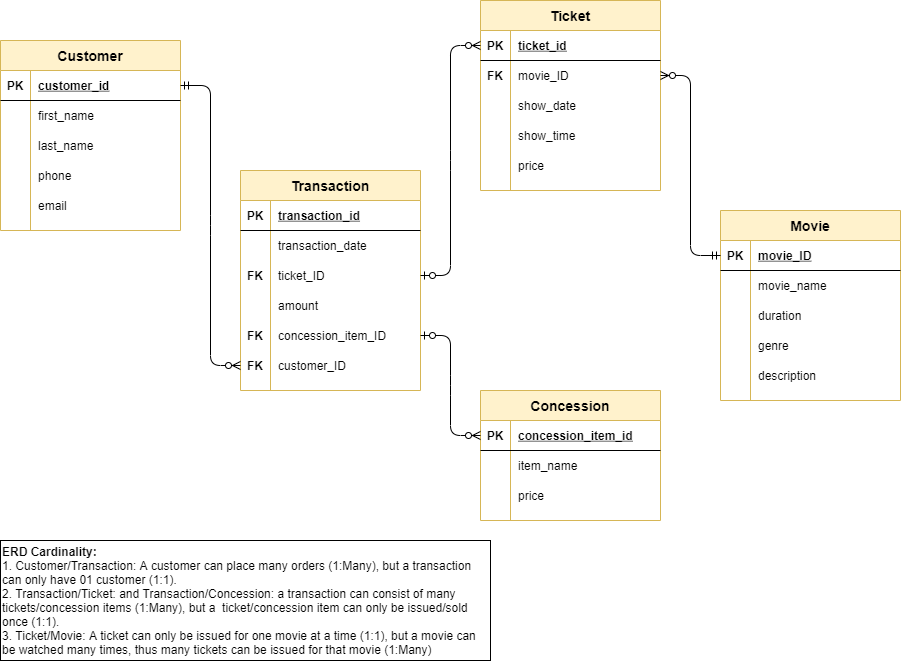 Customer
PK customer_id
first_name
last_name
phone
email
Transaction
PK transaction_id
transaction_date
FK ticket_ID
amount
FK concession_item_ID
FK customer_ID
Ticket
PK ticket_id
FK movie_ID
show_date
show_time
price
Movie
PK movie_ID
movie_name
duration
genre
description
Concession
PK concession_item_id
item_name
price
ERD Cardinality:
1. Customer/Transaction: A customer can place many orders (1:Many), but a transaction
can only have 01 customer (1:1).
2. Transaction/Ticket: and Transaction/Concession: a transaction can consist of many
tickets/concession items (1:Many), but a  ticket/concession item can only be issued/sold
once (1:1).
3. Ticket/Movie: A ticket can only be issued for one movie at a time (1:1), but a movie can
be watched many times, thus many tickets can be issued for that movie (1:Many)